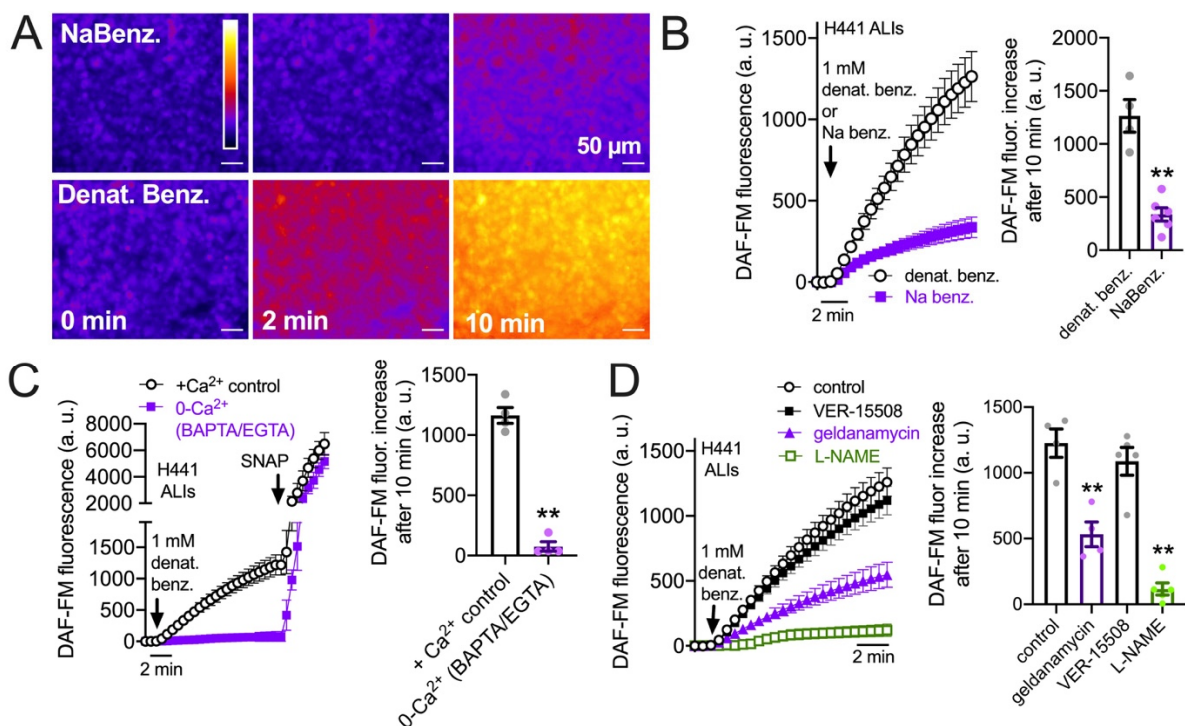 A
NaBenz.
50 µm
Denat. Benz.
0 min
2 min
10 min
B
DAF-FM fluorescence (a. u.)
1500
1000
500
0
H441 ALIs
1 mM
denat. benz.
or
Na benz.
denat. benz.
Na benz.
2 min
DAF-FM fluor. increase
after 10 min (a. u.)
2000
1500
1000
500
0
**
denat. benz.
NaBenz.
C
+Ca²⁺ control
0-Ca²⁺
(BAPTA/EGTA)
DAF-FM fluorescence (a. u.)
8000
6000
4000
2000
1000
500
0
H441
ALIs
SNAP
1 mM
denat.
benz.
2 min
DAF-FM fluor. increase
after 10 min (a. u.)
1500
1000
500
0
**
+ Ca²⁺ control
0-Ca²⁺ (BAPTA/EGTA)
D
control
VER-15508
geldanamycin
L-NAME
DAF-FM fluorescence (a. u.)
1500
1000
500
0
H441
ALIs
1 mM
denat.
benz.
2 min
DAF-FM fluor increase
after 10 min (a. u.)
1500
1000
500
0
**
**
control
geldanamycin
VER-15508
L-NAME